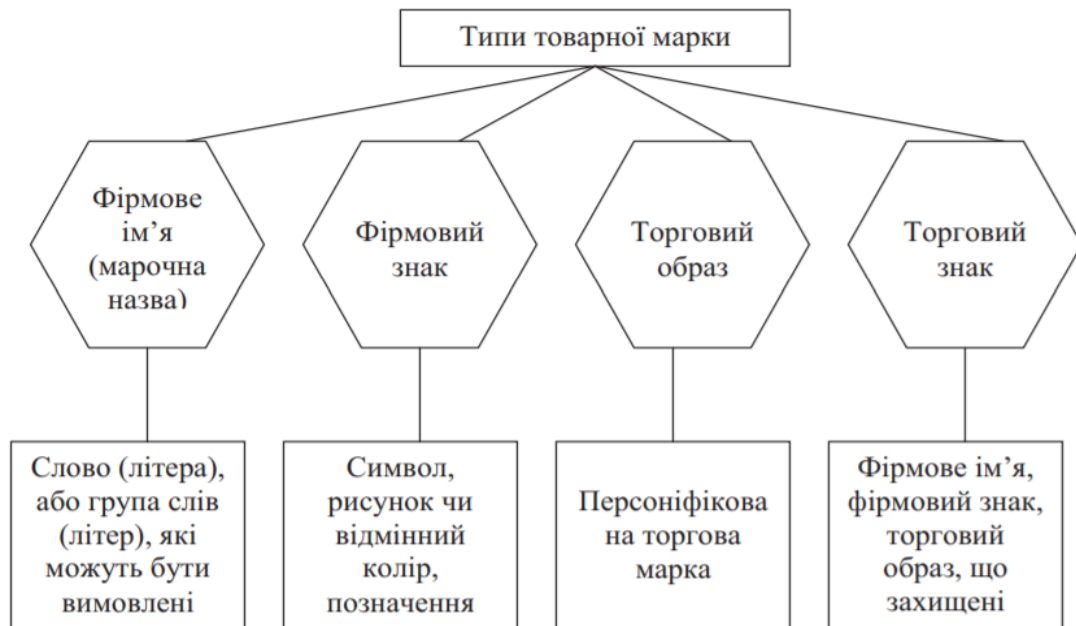 Типи товарної марки
Фірмове
ім’я
(марочна
назва)
Фірмовий
знак
Торговий
образ
Торговий
знак
Слово (літера),
або група слів
(літер), які
можуть бути
вимовлені
Символ,
рисунок чи
відмінний
колір,
позначення
Персоніфікова
на торгова
марка
Фірмове ім’я,
фірмовий знак,
торговий
образ, що
захищені